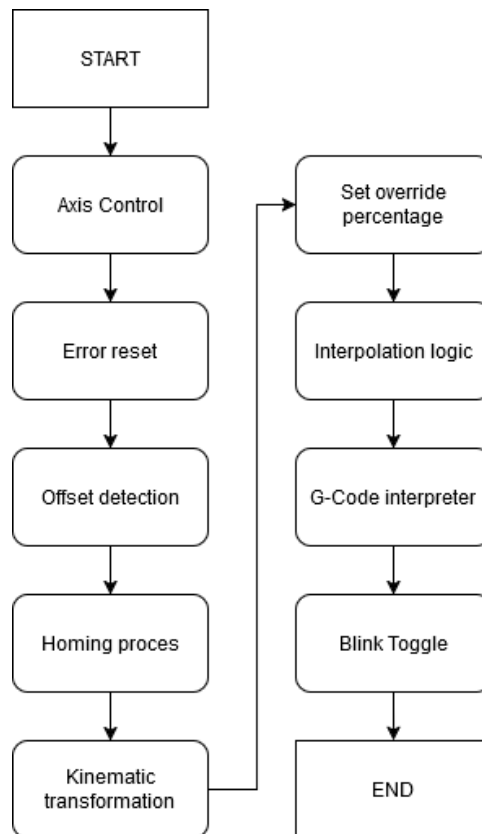 START
Axis Control
Error reset
Offset detection
Homing proces
Kinematic
transformation
Set override
percentage
Interpolation logic
G-Code interpreter
Blink Toggle
END